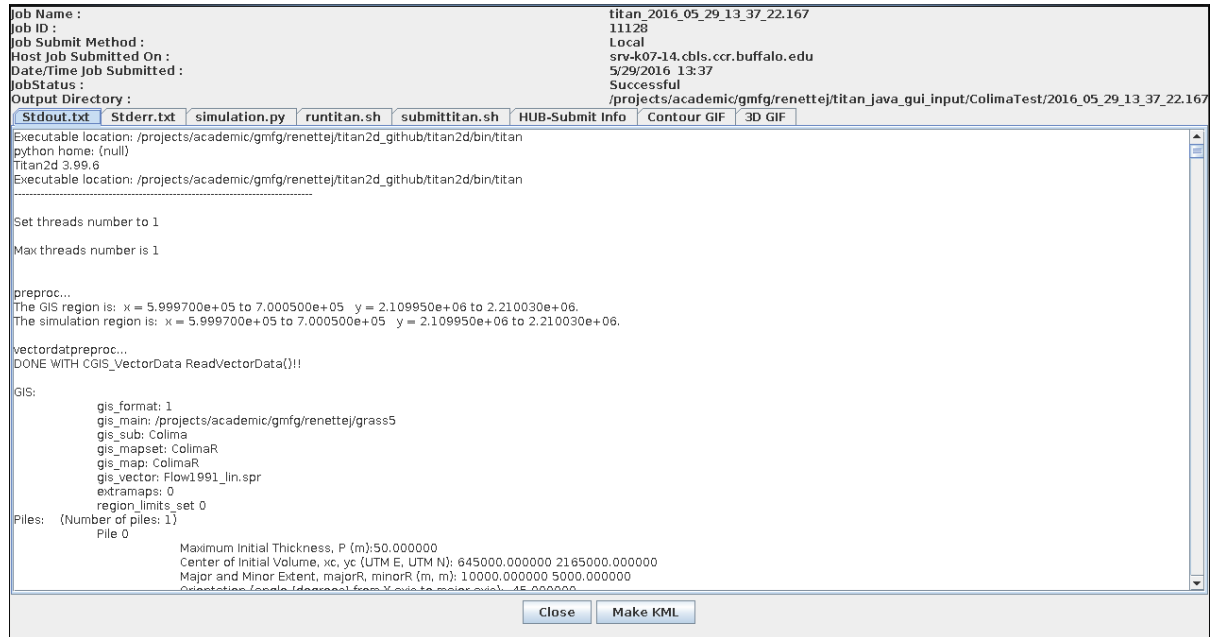 Job Name : titan_2016_05_29_13_37_22.167
Job ID : 11128
Job Submit Method : Local
Host Job Submitted On : srv-k07-14.cbls.ccr.buffalo.edu
Date/Time Job Submitted : 5/29/2016 13:37
JobStatus : Successful
Output Directory : /projects/academic/gmfg/renettej/titan_java_gui_input/ColimaTest/2016_05_29_13_37_22.167
Stdout.txt Stderr.txt simulation.py runtitan.sh submittitan.sh HUB-Submit Info Contour GIF 3D GIF
Executable location: /projects/academic/gmfg/renettej/titan2d_github/titan2d/bin/titan
python home: (null)
Titan2d 3.99.6
Executable location: /projects/academic/gmfg/renettej/titan2d_github/titan2d/bin/titan
--------------------------------------------------------------------------------
Set threads number to 1
Max threads number is 1
preproc...
The GIS region is: x = 5.999700e+05 to 7.000500e+05 y = 2.109950e+06 to 2.210030e+06.
The simulation region is: x = 5.999700e+05 to 7.000500e+05 y = 2.109950e+06 to 2.210030e+06.
vectordatpreproc...
DONE WITH CGIS_VectorData ReadVectorData()!!
GIS:
gis_format: 1
gis_main: /projects/academic/gmfg/renettej/grass5
gis_sub: Colima
gis_mapset: ColimaR
gis_map: ColimaR
gis_vector: Flow1991_lin.spr
extramaps: 0
region_limits_set 0
Piles: (Number of piles: 1)
Pile 0
Maximum Initial Thickness, P (m):50.000000
Center of Initial Volume, xc, yc (UTM E, UTM N): 645000.000000 2165000.000000
Major and Minor Extent, majorR, minorR (m, m): 10000.000000 5000.000000
Orientation (angle [degrees] from X axis to major axis): 45.000000
Close Make KML